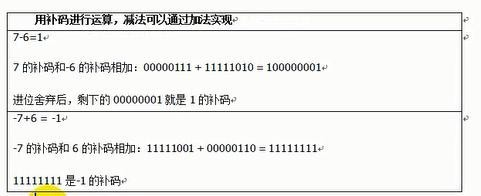 用补码进行运算，减法可以通过加法实现
7-6=1
7 的补码和-6 的补码相加：00000111 + 11111010 = 100000001
进位舍弃后，剩下的 00000001 就是 1 的补码
-7+6 = -1
-7 的补码和 6 的补码相加：11111001 + 00000110 = 11111111
11111111 是-1 的补码